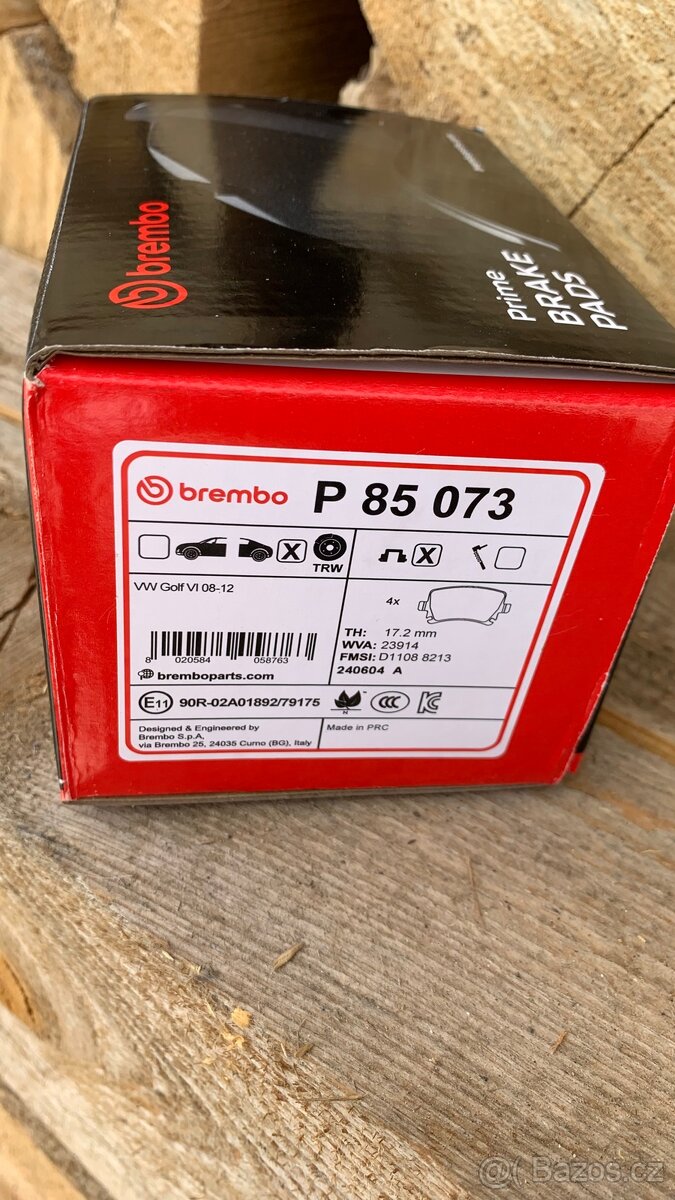 brembo
prime
BRAKE
PADS
brembo P 85 073
X TRW X
VW Golf VI 08-12
4x
TH: 17.2 mm
WVA: 23914
FMSI: D1108 8213
240604 A
8 020584 058763
bremboparts.com
E11 90R-02A01892/79175
N
CCC
Designed & Engineered by
Brembo S.p.A,
via Brembo 25, 24035 Curno (BG), Italy
Made in PRC
Bazos.cz